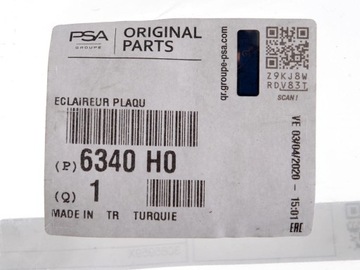 PSA
GROUPE
ORIGINAL
PARTS
qr.groupe-psa.com
Z9KJ8W
RDV83T
SCAN !
ECLAIREUR PLAQU
(P) 6340 H0
(Q) 1
MADE IN TR TURQUIE
VE 03/04/2020 - 15:01
EAC